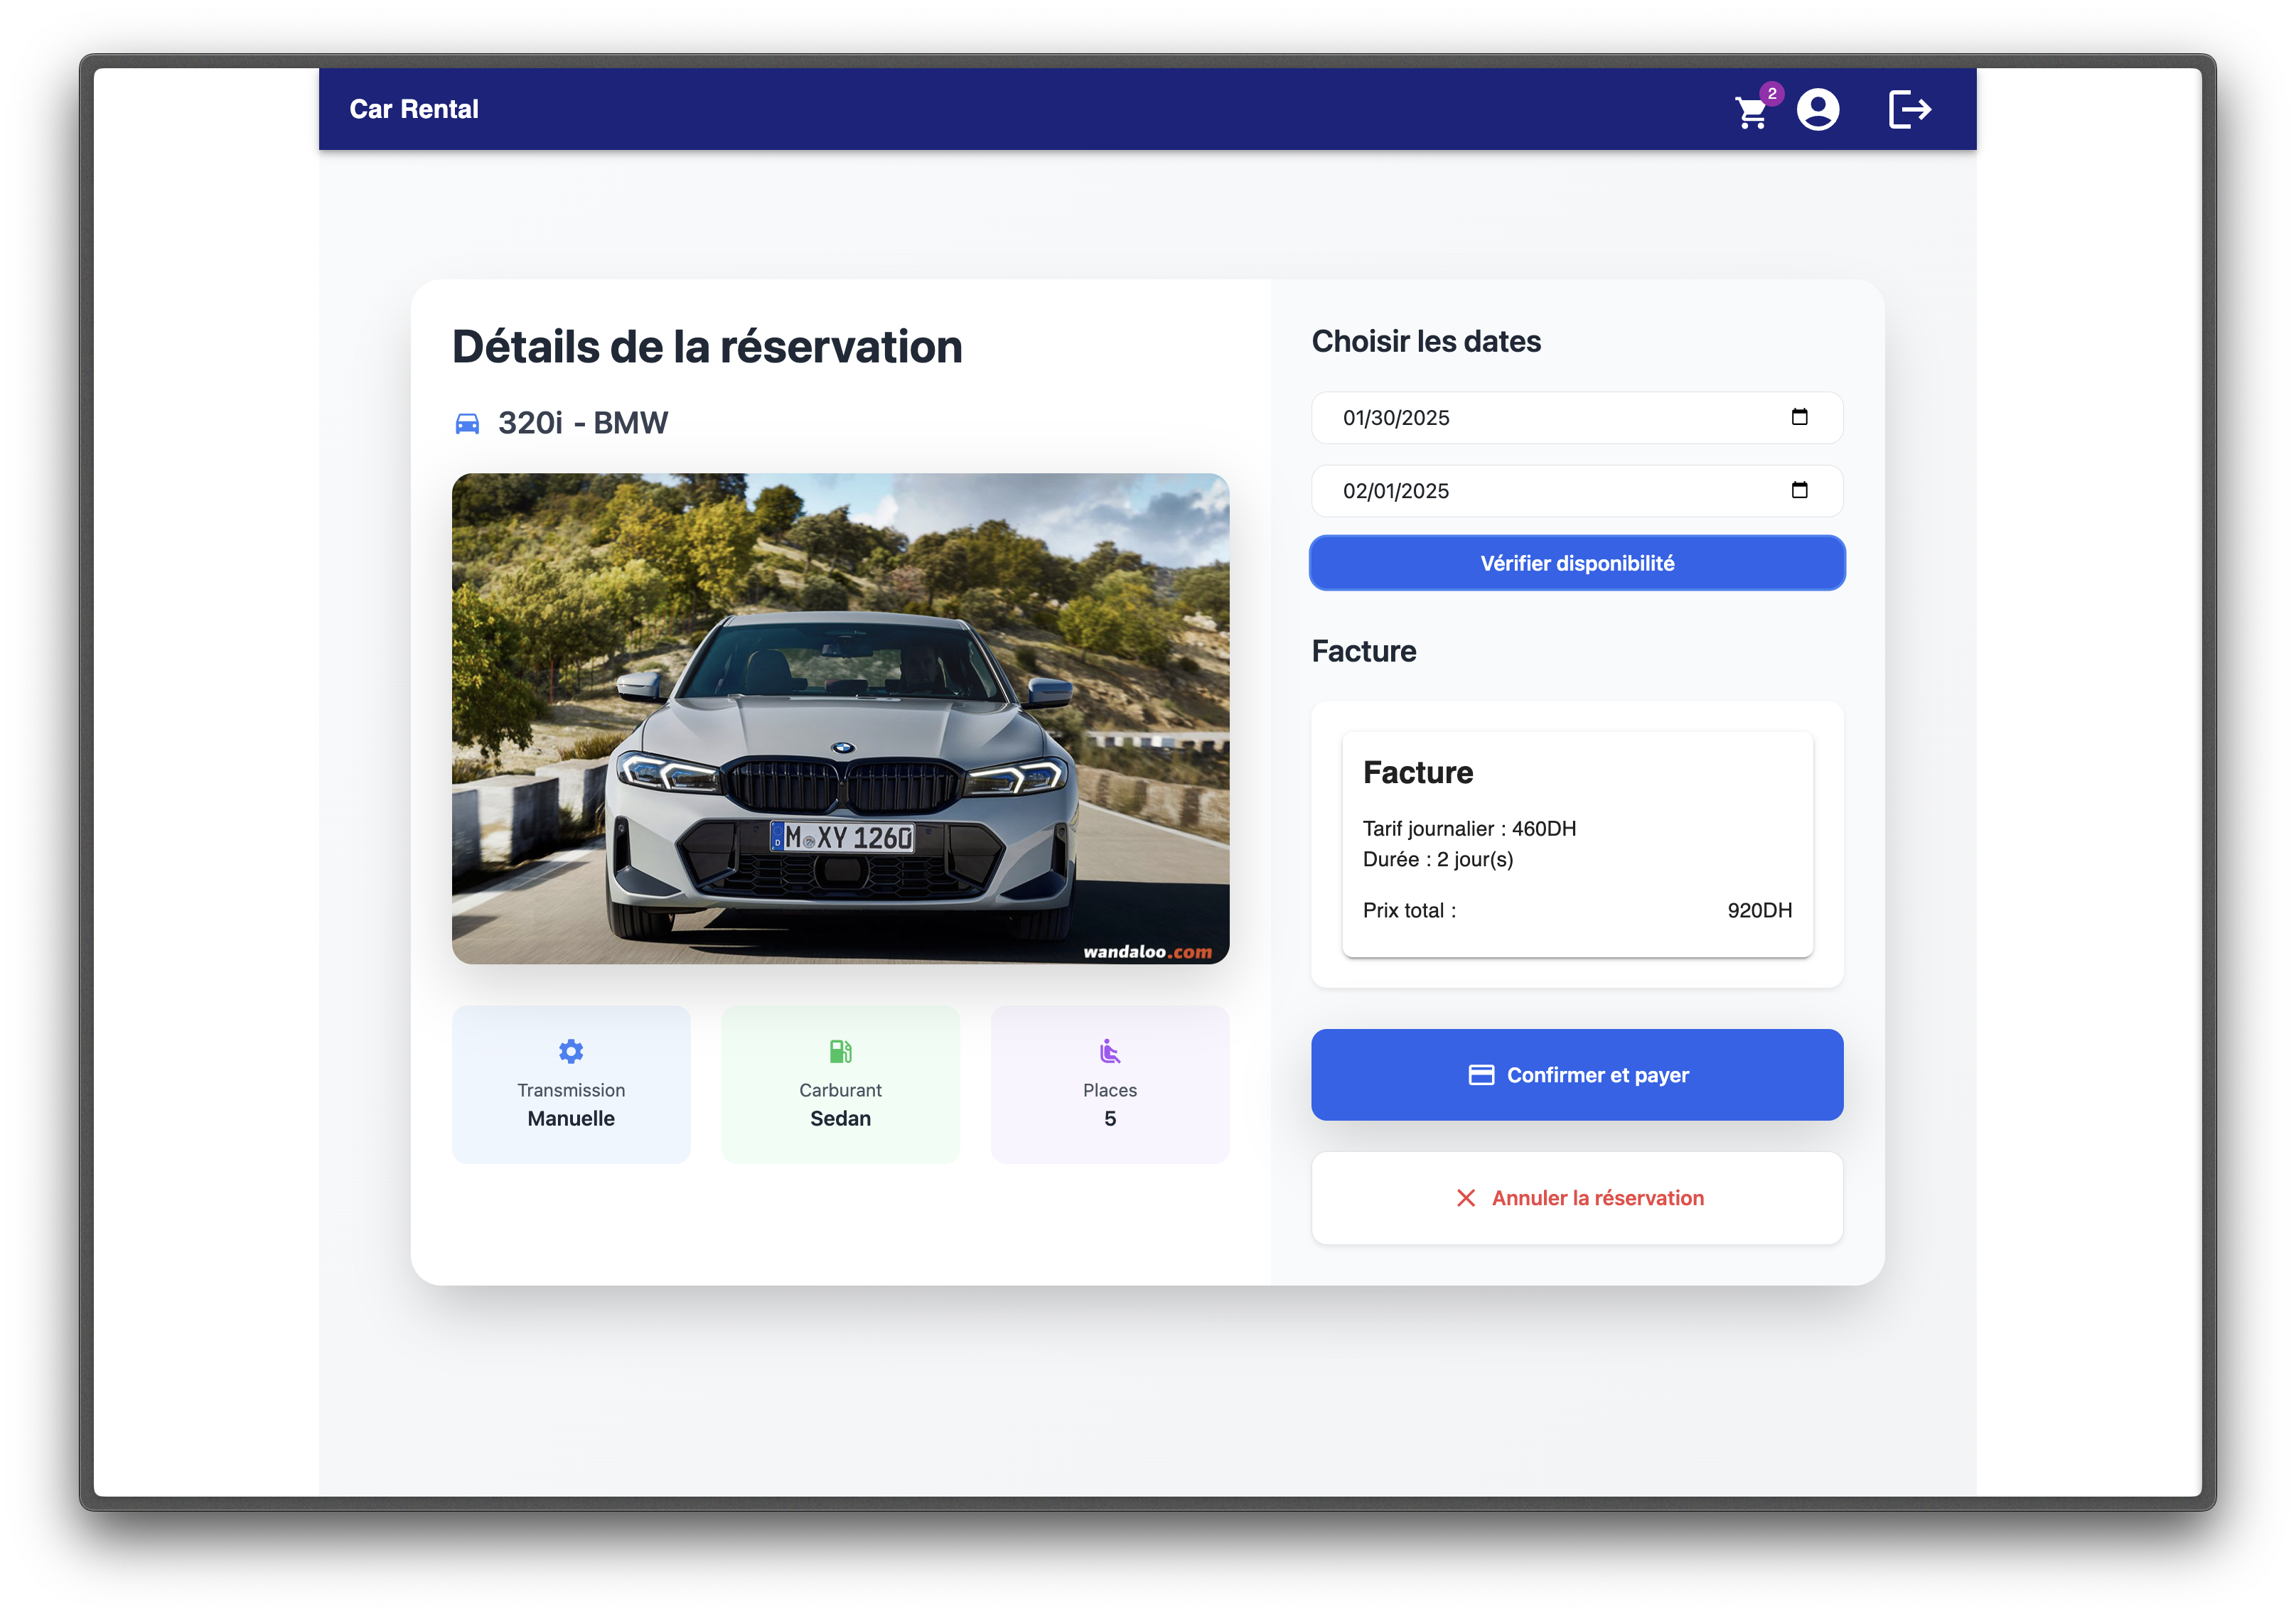 Car Rental
2
Détails de la réservation
320i - BMW
M XY 1260
D
wandaloo.com
Transmission
Manuelle
Carburant
Sedan
Places
5
Choisir les dates
01/30/2025
02/01/2025
Vérifier disponibilité
Facture
Facture
Tarif journalier : 460DH
Durée : 2 jour(s)
Prix total : 920DH
Confirmer et payer
Annuler la réservation